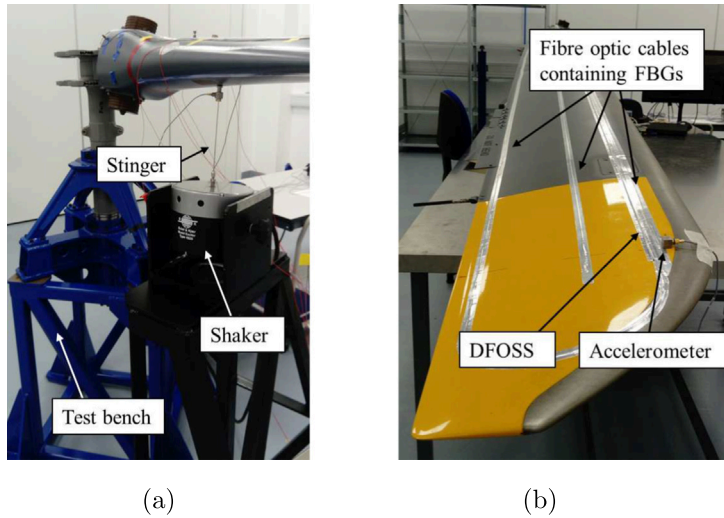 Stinger
Shaker
Test bench
(a)
Fibre optic cables
containing FBGs
DFOSS
Accelerometer
(b)